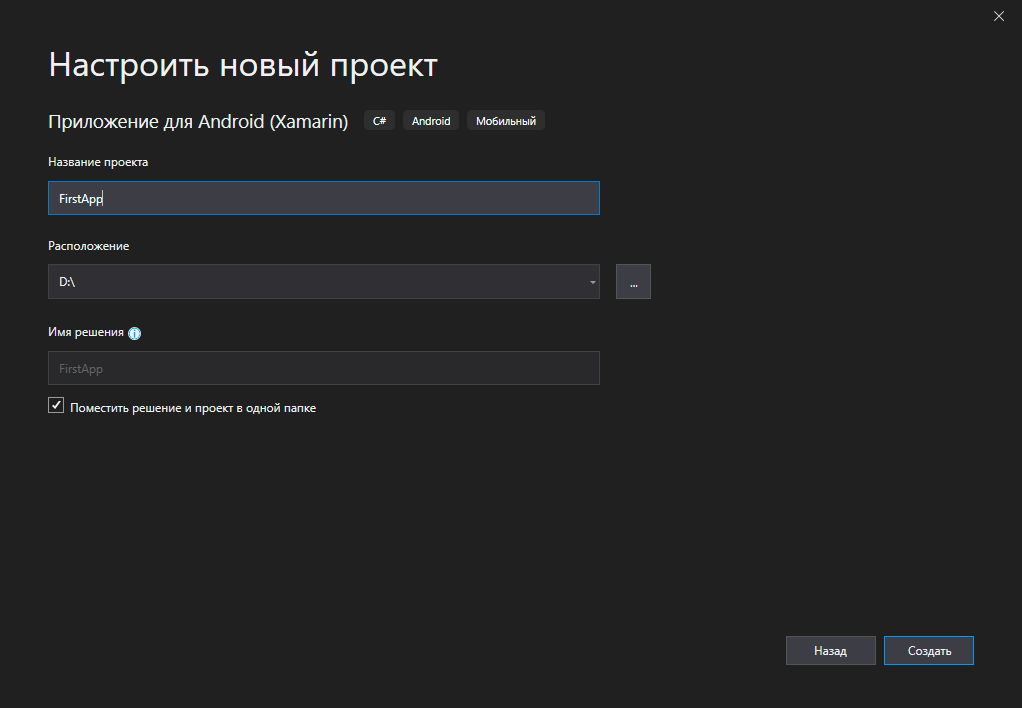 Настроить новый проект
Приложение для Android (Xamarin) C# Android Мобильный
Название проекта
FirstApp
Расположение
D:\
...
Имя решения
FirstApp
Поместить решение и проект в одной папке
Назад Создать